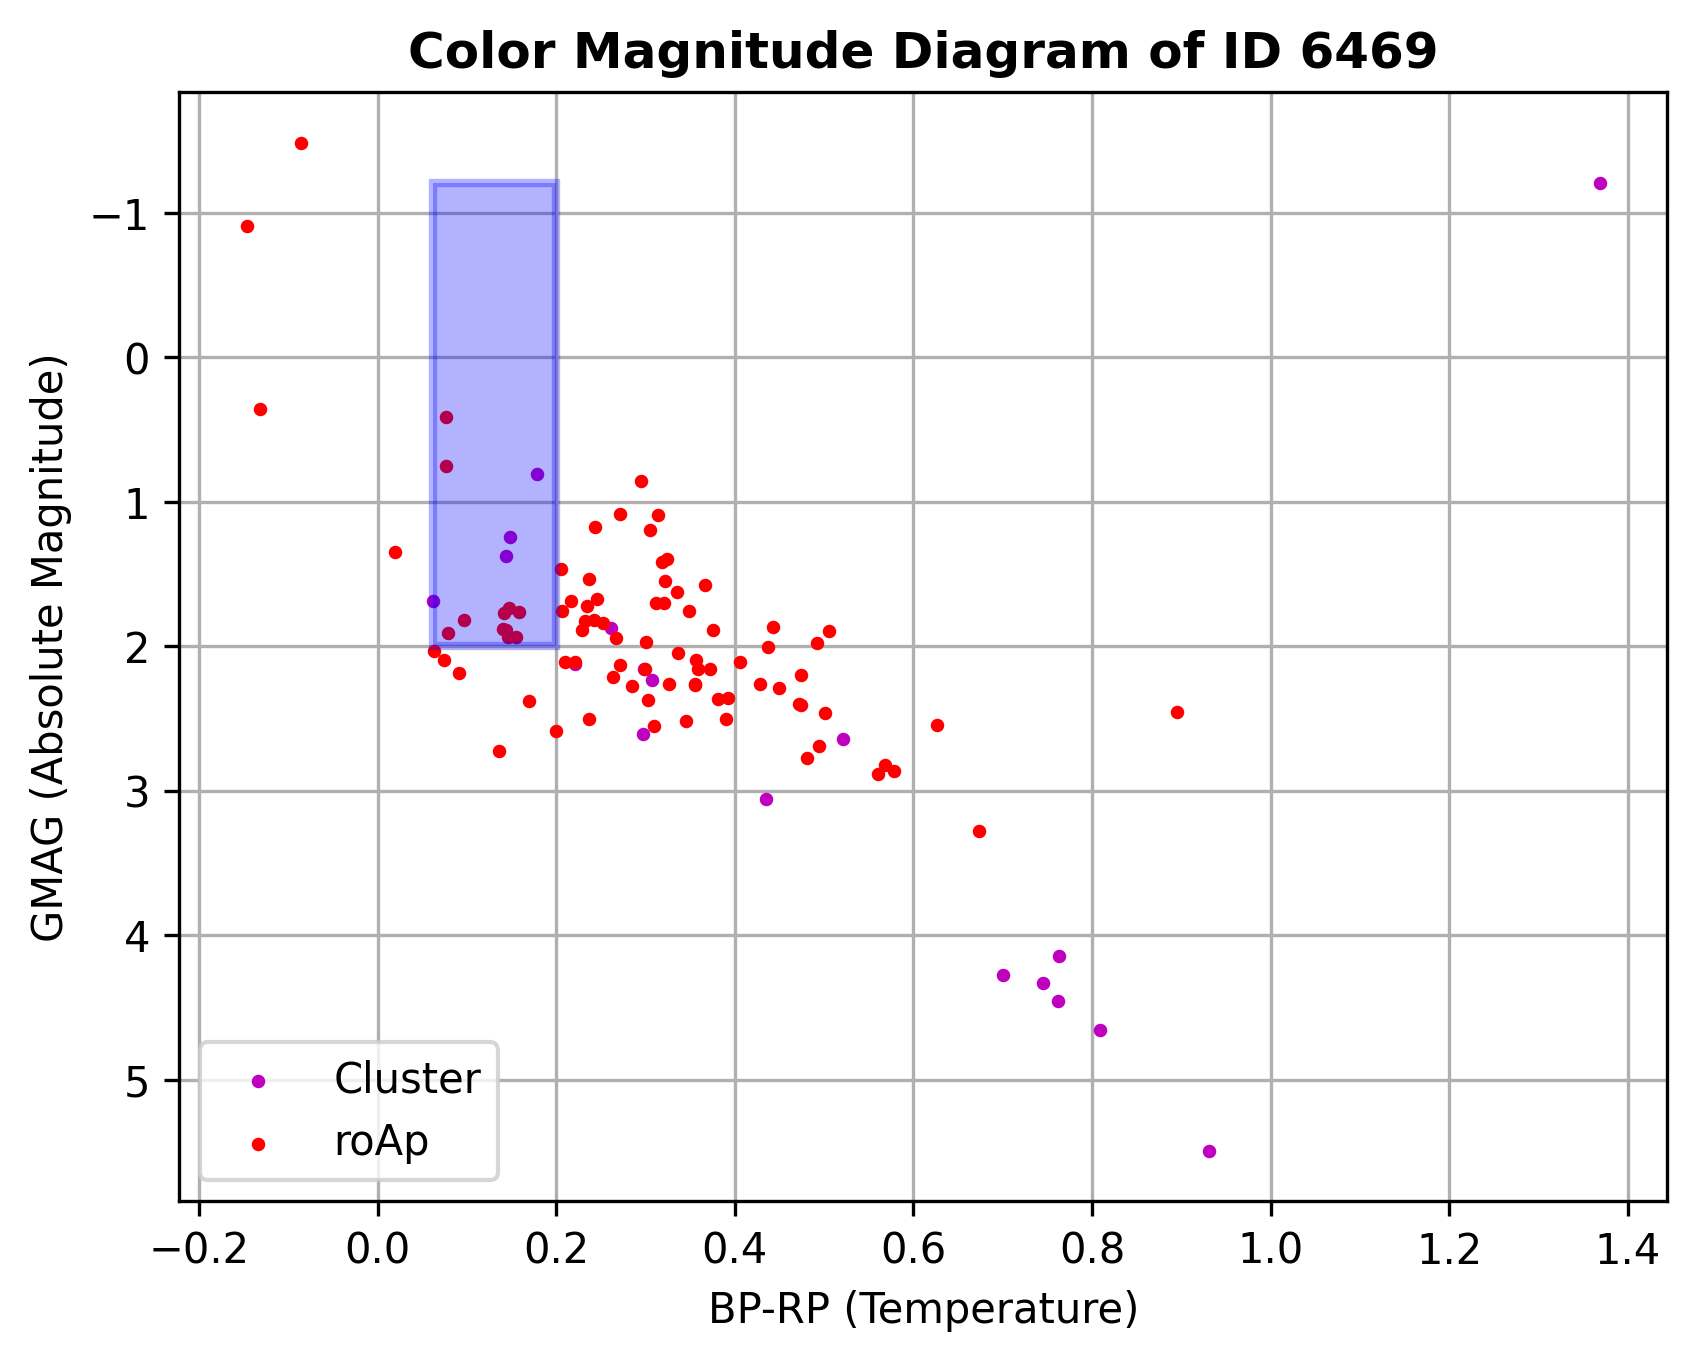 Color Magnitude Diagram of ID 6469
GMAG (Absolute Magnitude)
−1
0
1
2
3
4
5
Cluster
roAp
−0.2 0.0 0.2 0.4 0.6 0.8 1.0 1.2 1.4
BP-RP (Temperature)